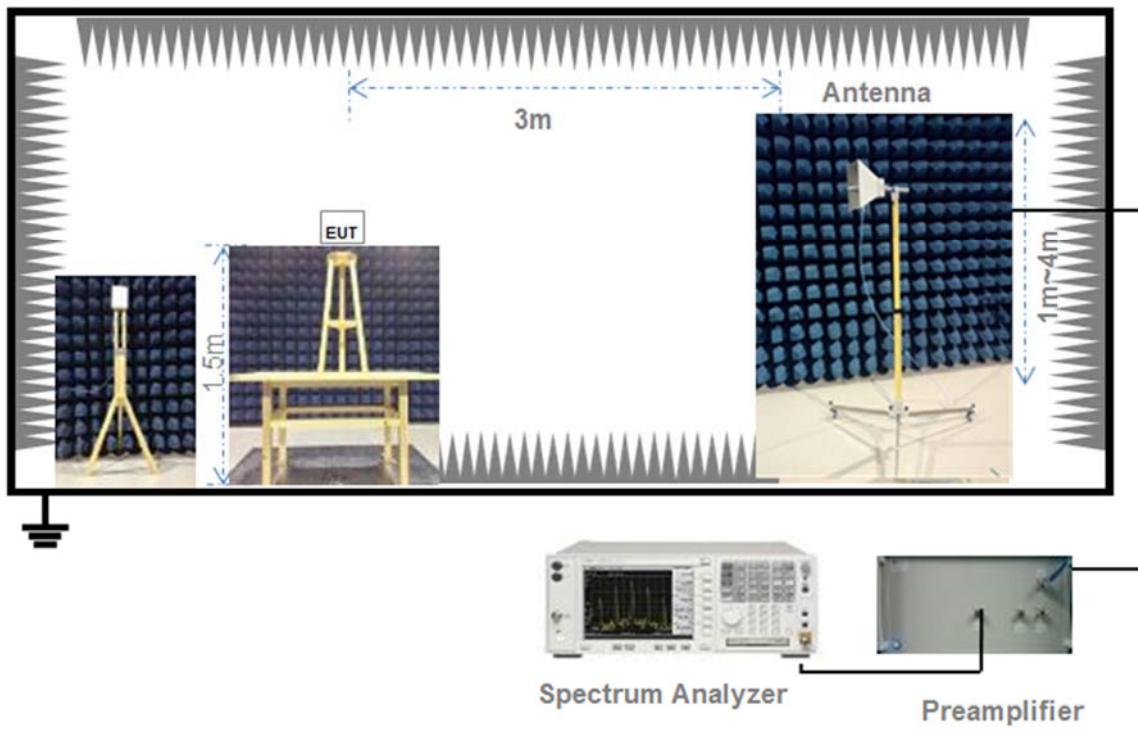 Antenna
3m
EUT
1.5m
1m~4m
Spectrum Analyzer
Preamplifier